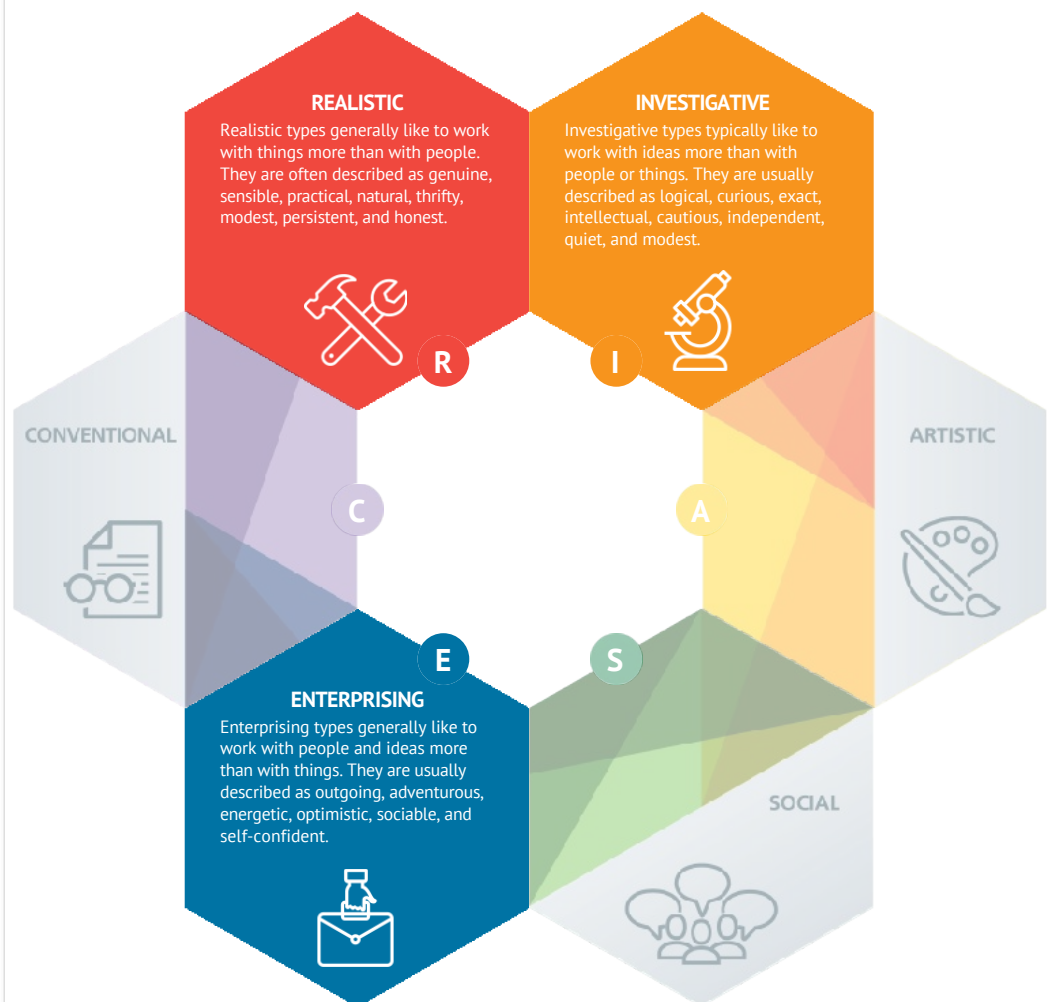 REALISTIC
Realistic types generally like to work
with things more than with people.
They are often described as genuine,
sensible, practical, natural, thrifty,
modest, persistent, and honest.
INVESTIGATIVE
Investigative types typically like to
work with ideas more than with
people or things. They are usually
described as logical, curious, exact,
intellectual, cautious, independent,
quiet, and modest.
R
I
CONVENTIONAL
ARTISTIC
C
A
E
S
ENTERPRISING
Enterprising types generally like to
work with people and ideas more
than with things. They are usually
described as outgoing, adventurous,
energetic, optimistic, sociable, and
self-confident.
SOCIAL